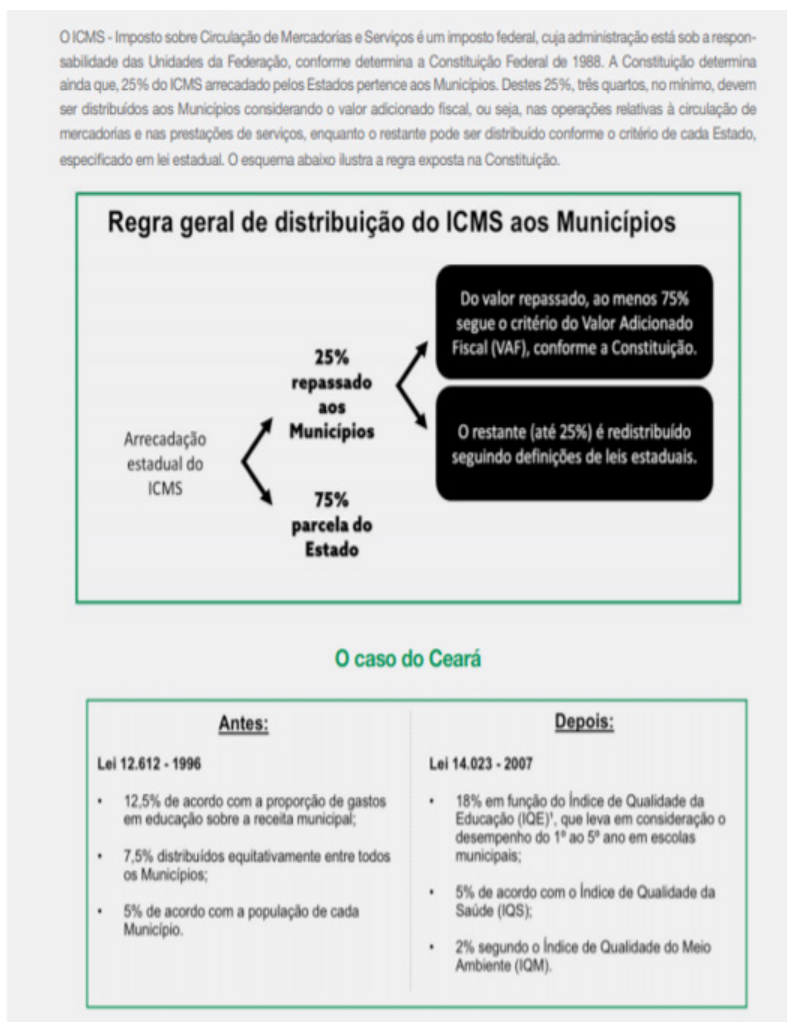 O ICMS - Imposto sobre Circulação de Mercadorias e Serviços é um imposto federal, cuja administração está sob a respon-
sabilidade das Unidades da Federação, conforme determina a Constituição Federal de 1988. A Constituição determina
ainda que, 25% do ICMS arrecadado pelos Estados pertence aos Municípios. Destes 25%, três quartos, no mínimo, devem
ser distribuídos aos Municípios considerando o valor adicionado fiscal, ou seja, nas operações relativas à circulação de
mercadorias e nas prestações de serviços, enquanto o restante pode ser distribuído conforme o critério de cada Estado,
especificado em lei estadual. O esquema abaixo ilustra a regra exposta na Constituição.
Regra geral de distribuição do ICMS aos Municípios
Arrecadação
estadual do
ICMS
25%
repassado
aos
Municípios
75%
parcela do
Estado
Do valor repassado, ao menos 75%
segue o critério do Valor Adicionado
Fiscal (VAF), conforme a Constituição.
O restante (até 25%) é redistribuído
seguindo definições de leis estaduais.
O caso do Ceará
Antes:
Lei 12.612 - 1996
• 12,5% de acordo com a proporção de gastos
em educação sobre a receita municipal;
• 7,5% distribuídos equitativamente entre todos
os Municípios;
• 5% de acordo com a população de cada
Município.
Depois:
Lei 14.023 - 2007
• 18% em função do Índice de Qualidade da
Educação (IQE)¹, que leva em consideração o
desempenho do 1º ao 5º ano em escolas
municipais;
• 5% de acordo com o Índice de Qualidade da
Saúde (IQS);
• 2% segundo o Índice de Qualidade do Meio
Ambiente (IQM).